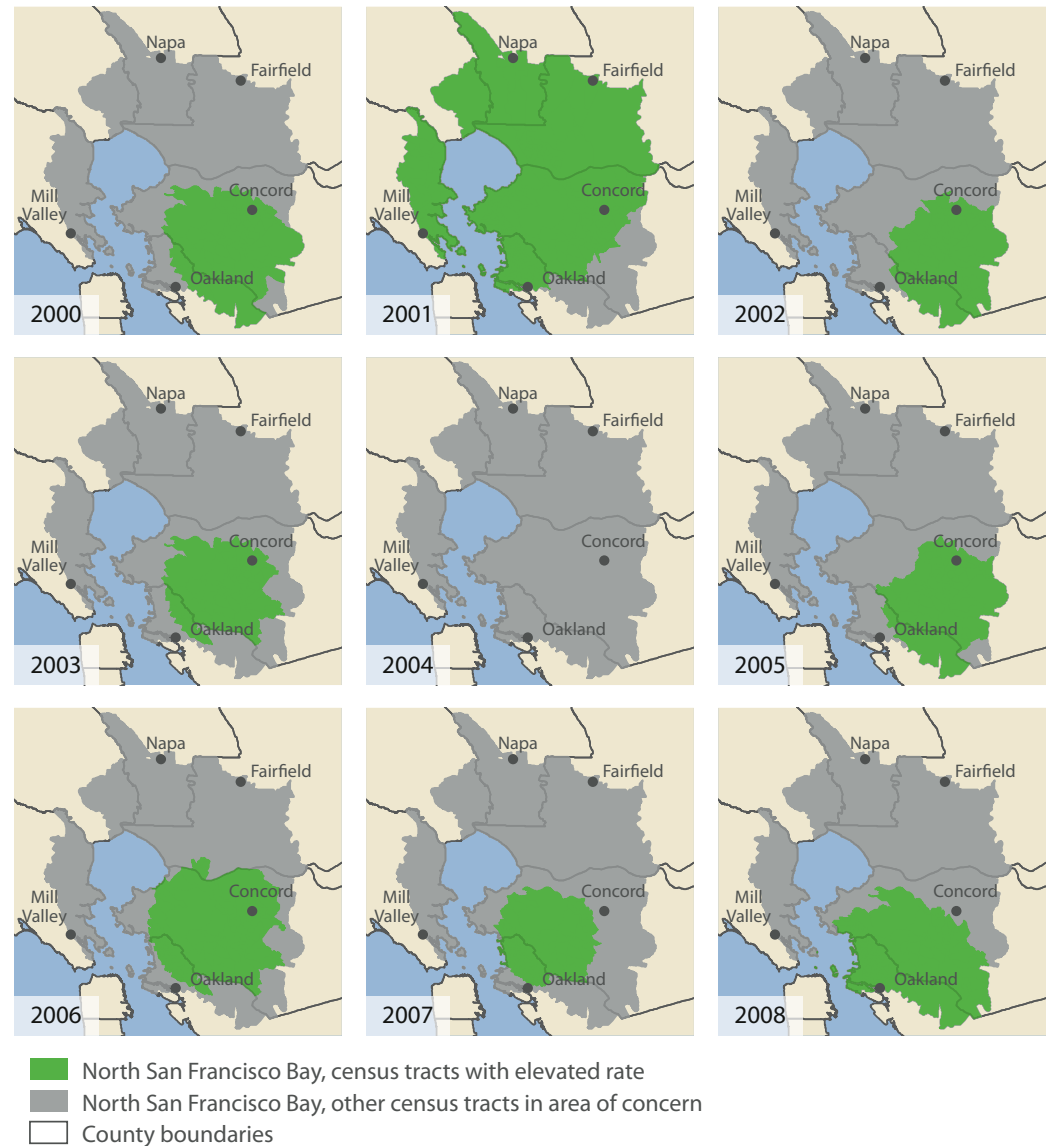 Napa
Fairfield
Concord
Mill
Valley
Oakland
2000
Napa
Fairfield
Concord
Mill
Valley
Oakland
2001
Napa
Fairfield
Concord
Mill
Valley
Oakland
2002
Napa
Fairfield
Concord
Mill
Valley
Oakland
2003
Napa
Fairfield
Concord
Mill
Valley
Oakland
2004
Napa
Fairfield
Concord
Mill
Valley
Oakland
2005
Napa
Fairfield
Concord
Mill
Valley
Oakland
2006
Napa
Fairfield
Concord
Mill
Valley
Oakland
2007
Napa
Fairfield
Concord
Mill
Valley
Oakland
2008
North San Francisco Bay, census tracts with elevated rate
North San Francisco Bay, other census tracts in area of concern
County boundaries